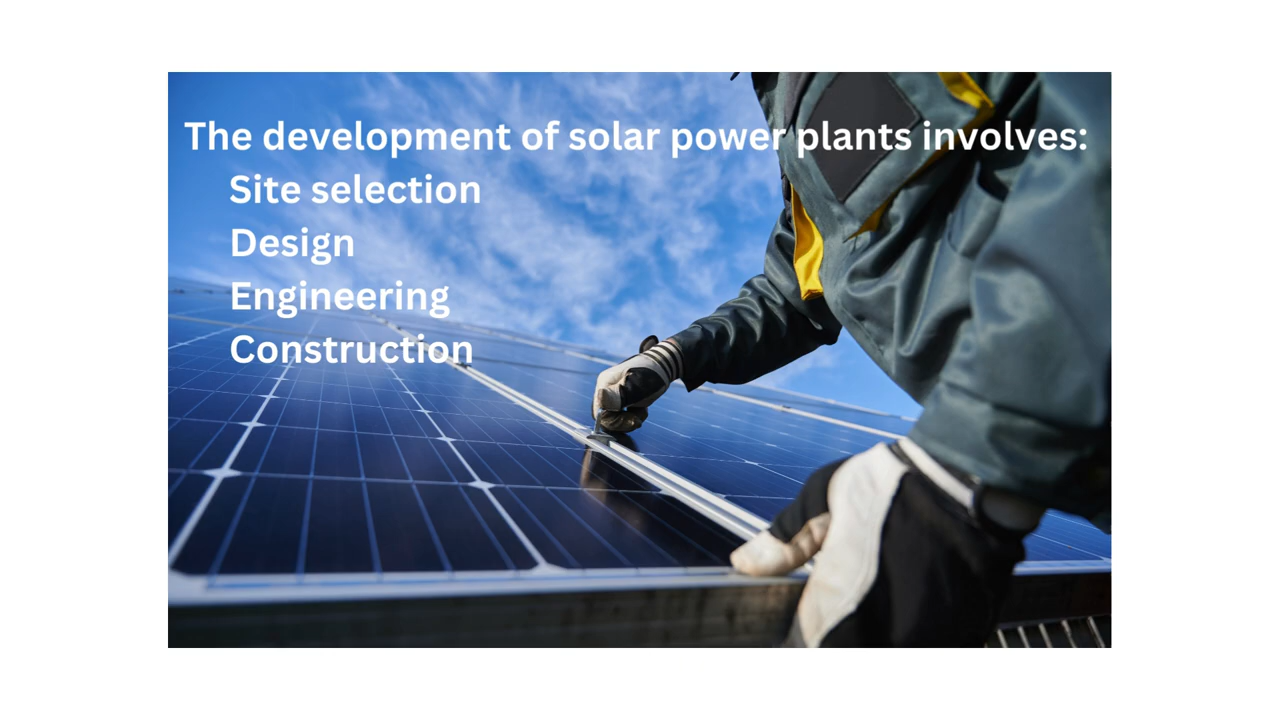 The development of solar power plants involves:
Site selection
Design
Engineering
Construction